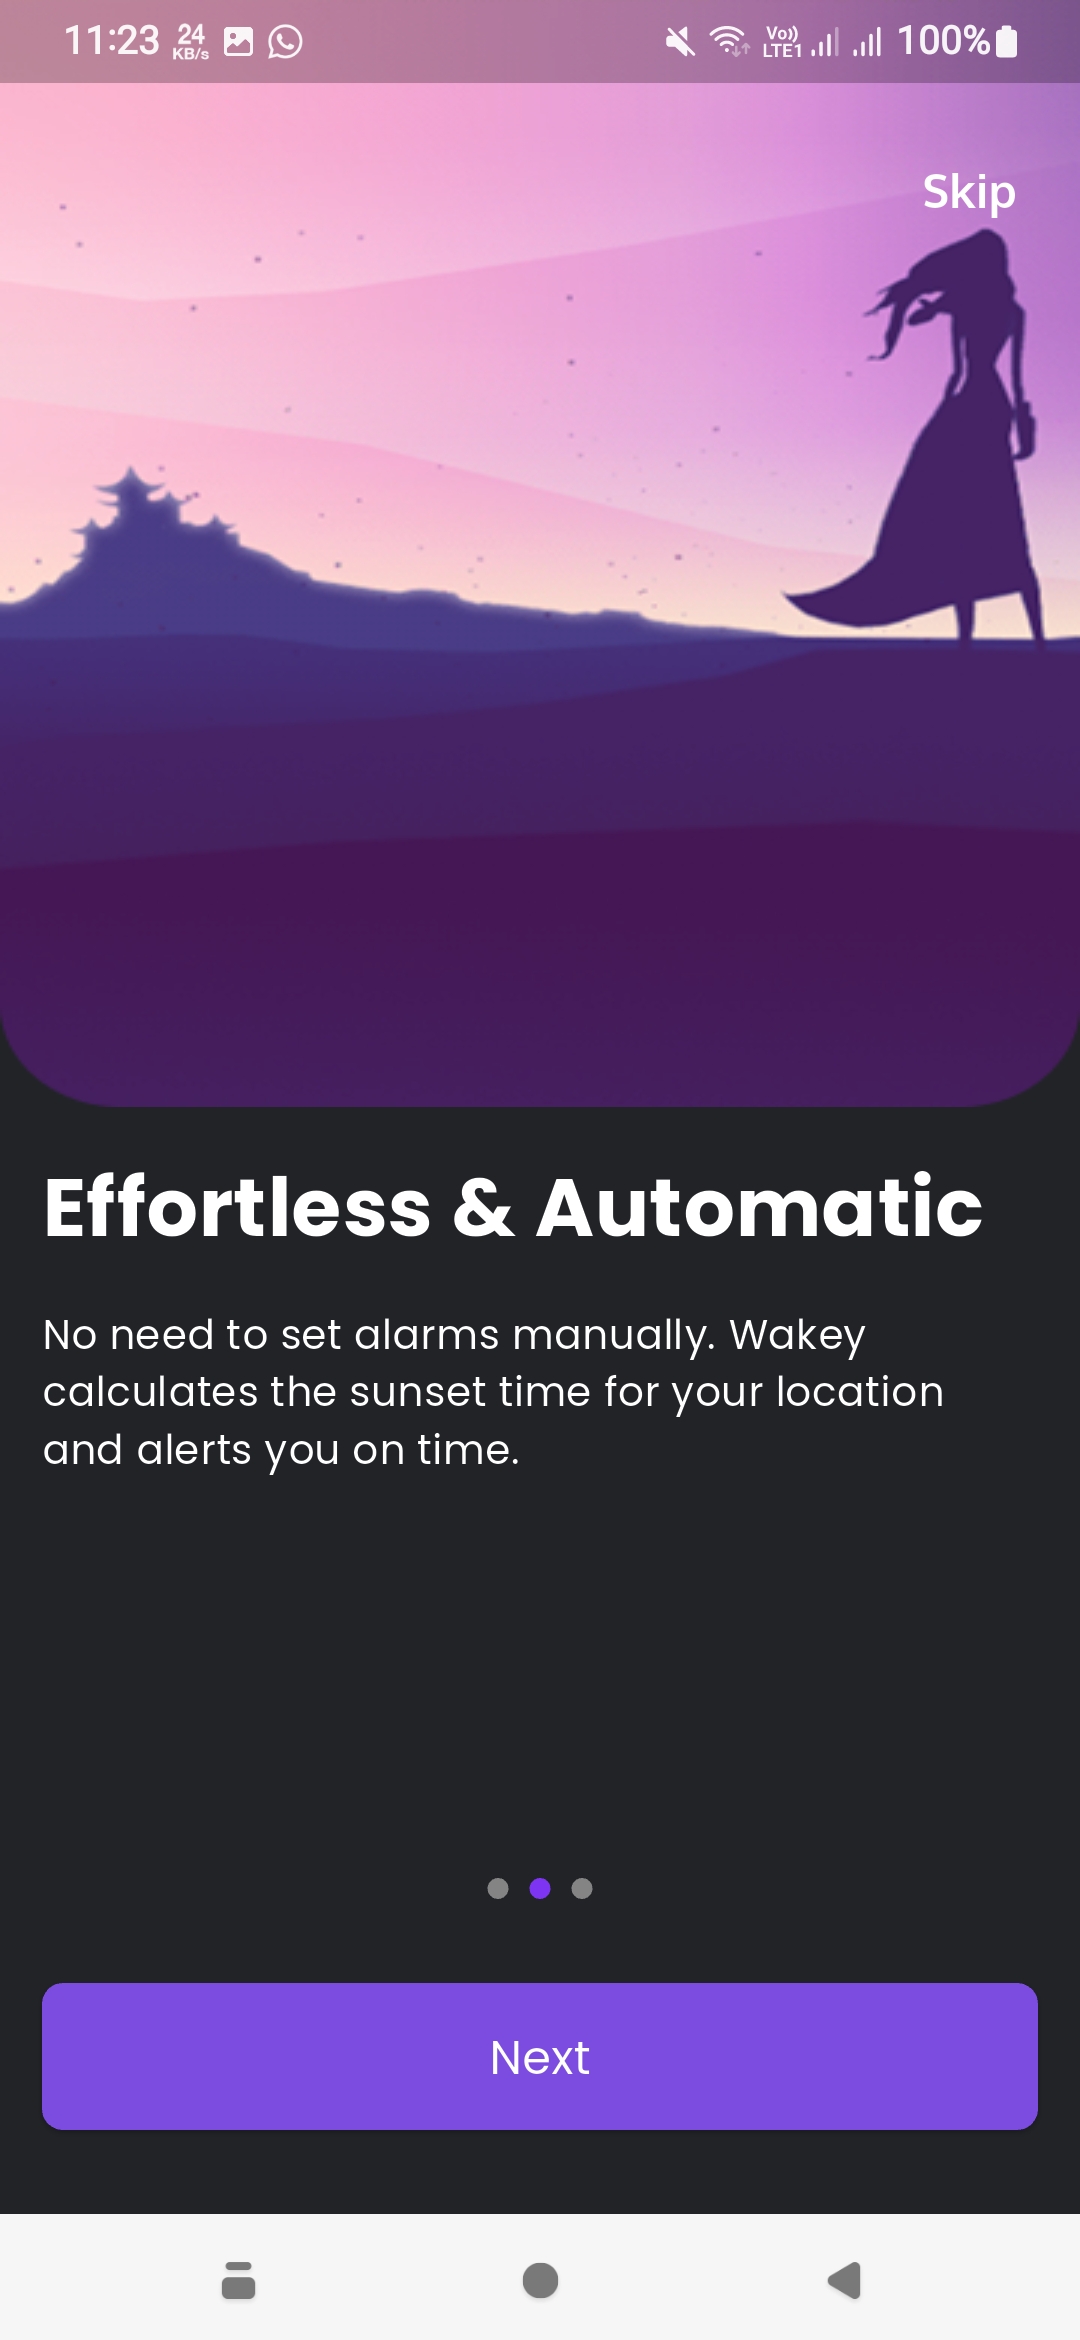 11:23 24 KB/s Vo)) LTE1 100%
Skip
Effortless & Automatic
No need to set alarms manually. Wakey
calculates the sunset time for your location
and alerts you on time.
Next